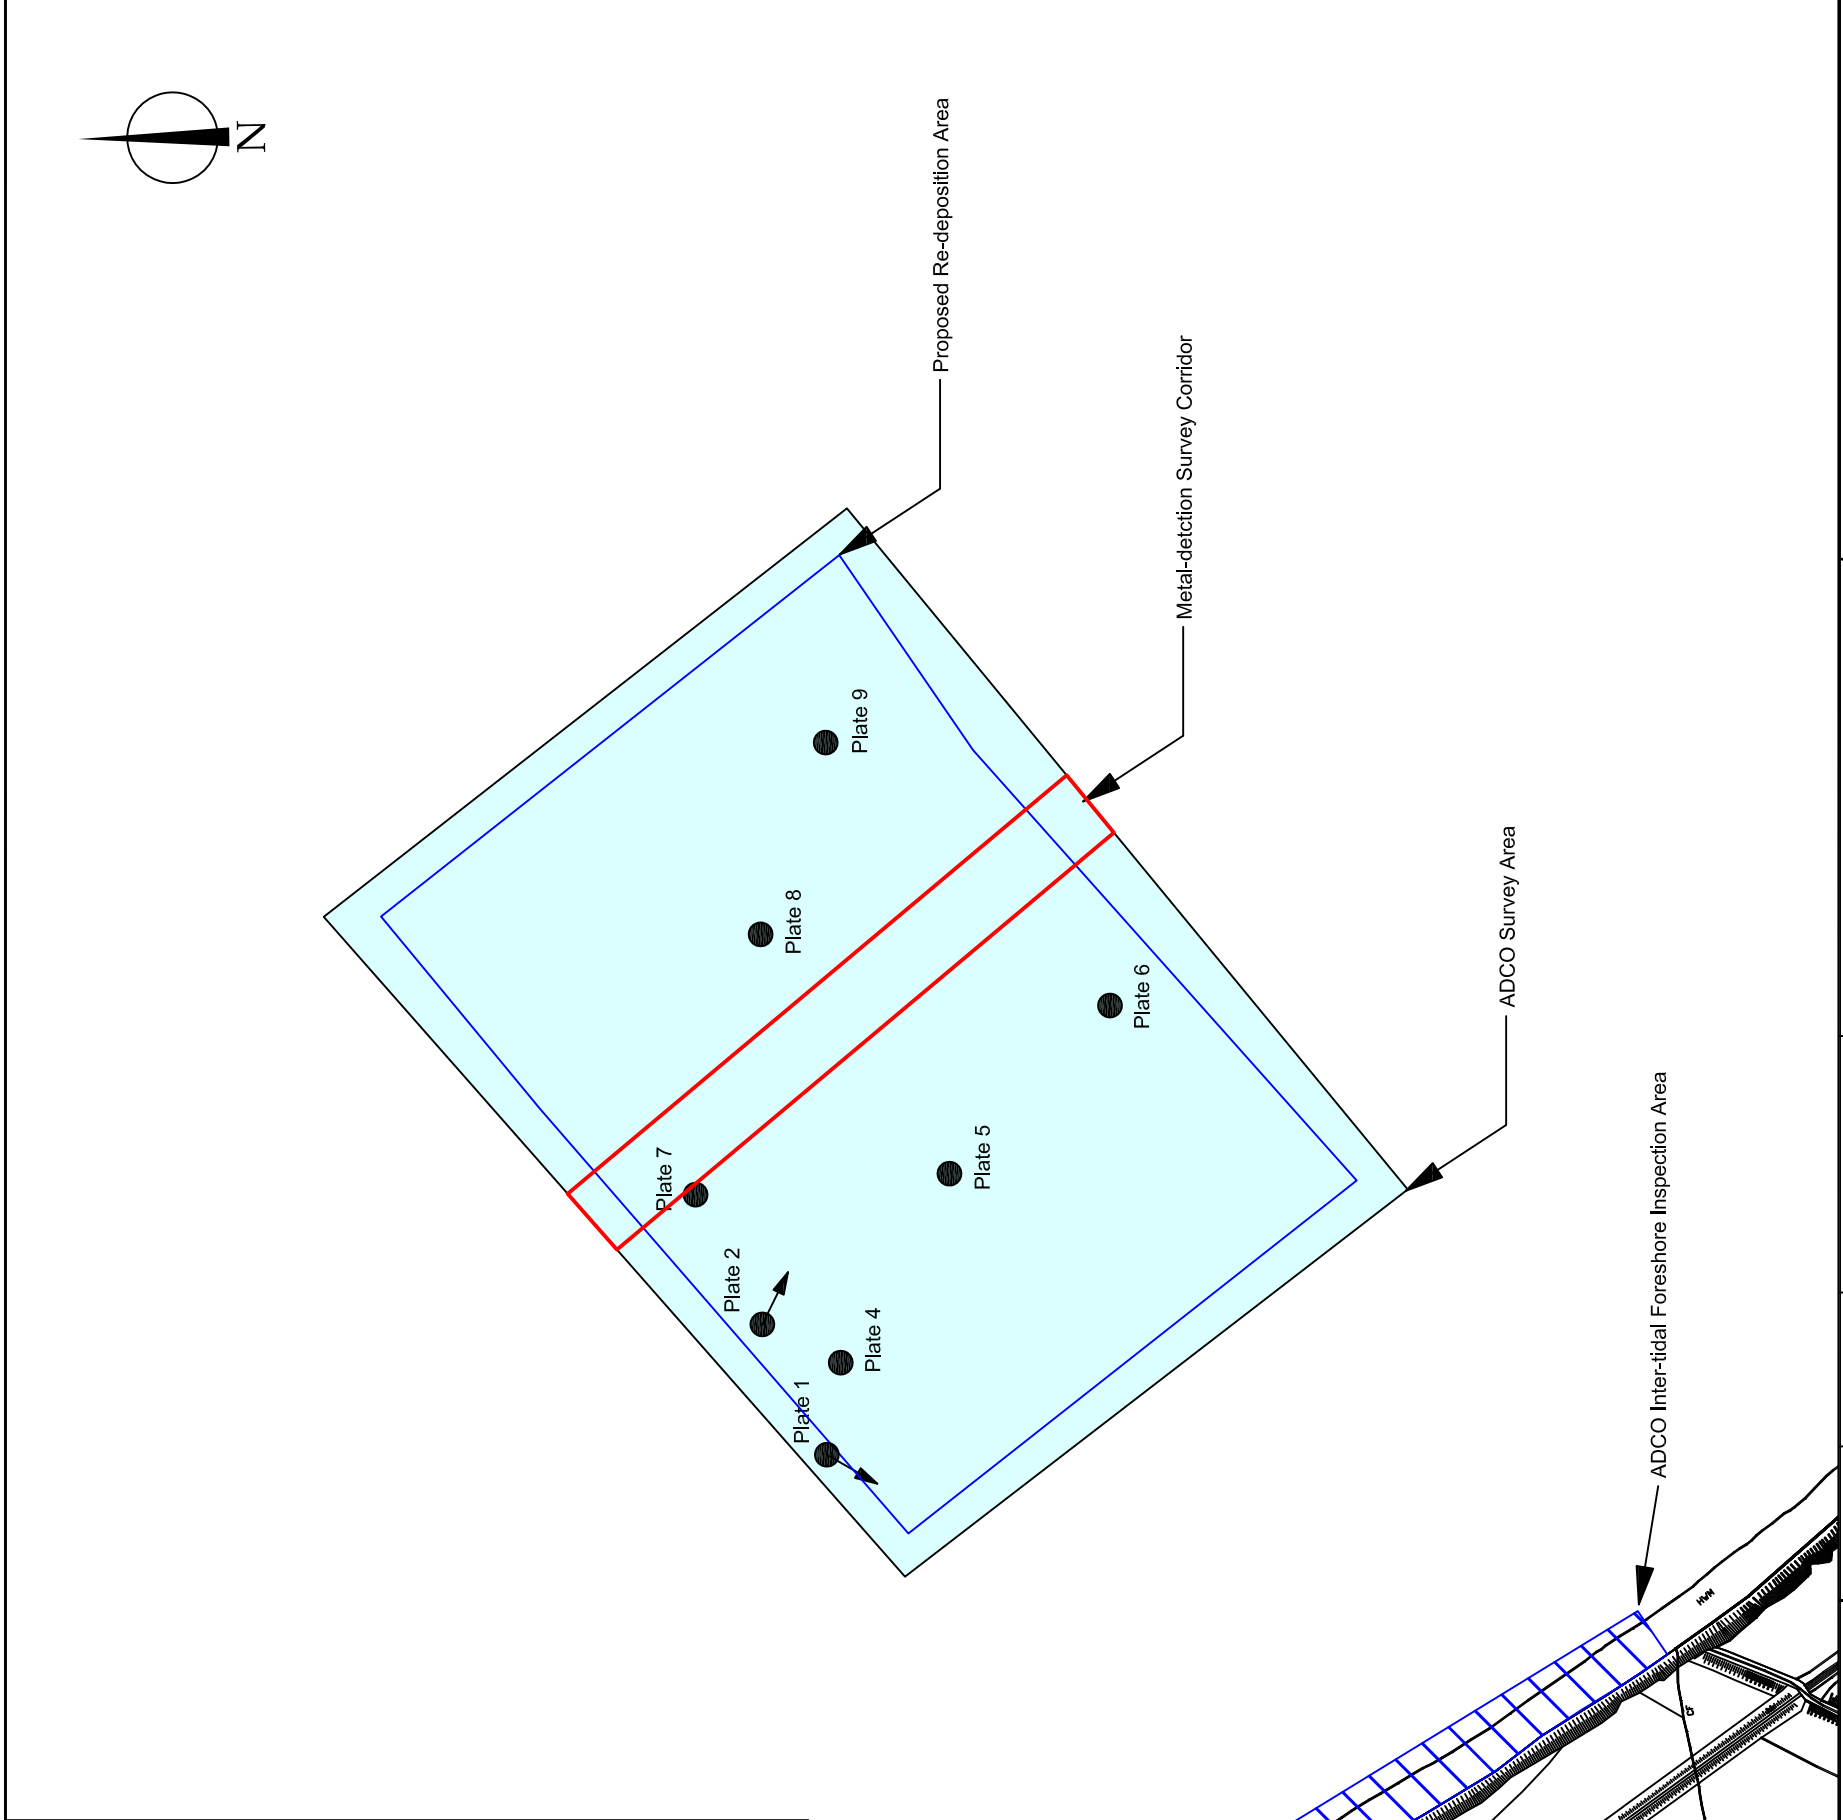 N
Proposed Re-deposition Area
Metal-detction Survey Corridor
Plate 9
Plate 8
ADCO Survey Area
Plate 6
Plate 7
Plate 5
Plate 2
Plate 4
Plate 1
ADCO Inter-tidal Foreshore Inspection Area
HWM
CF